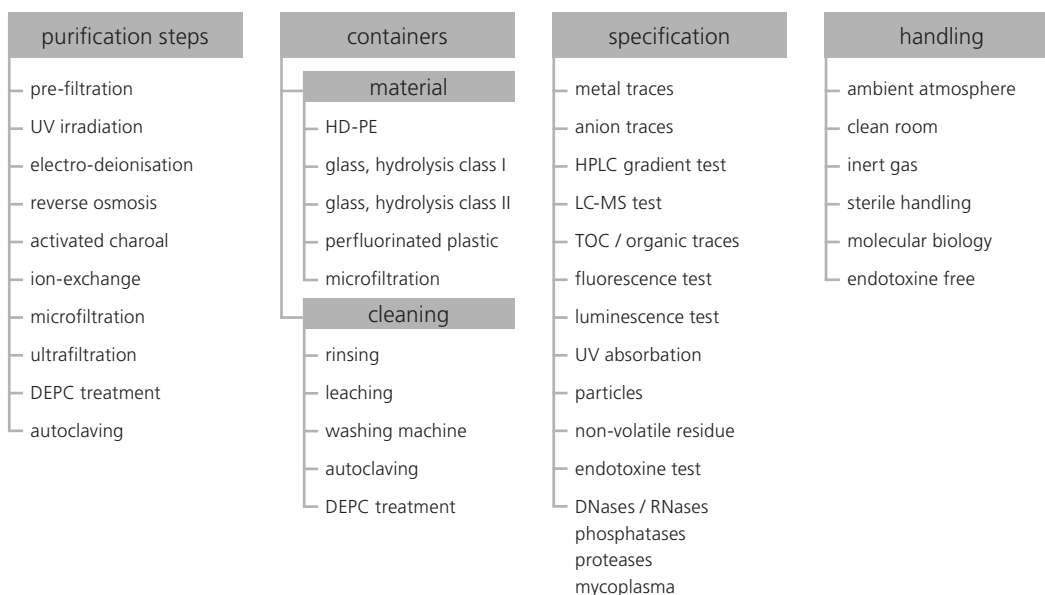 purification steps
pre-filtration
UV irradiation
electro-deionisation
reverse osmosis
activated charoal
ion-exchange
microfiltration
ultrafiltration
DEPC treatment
autoclaving
containers
material
HD-PE
glass, hydrolysis class I
glass, hydrolysis class II
perfluorinated plastic
microfiltration
cleaning
rinsing
leaching
washing machine
autoclaving
DEPC treatment
specification
metal traces
anion traces
HPLC gradient test
LC-MS test
TOC / organic traces
fluorescence test
luminescence test
UV absorbation
particles
non-volatile residue
endotoxine test
DNases / RNases
phosphatases
proteases
mycoplasma
handling
ambient atmosphere
clean room
inert gas
sterile handling
molecular biology
endotoxine free